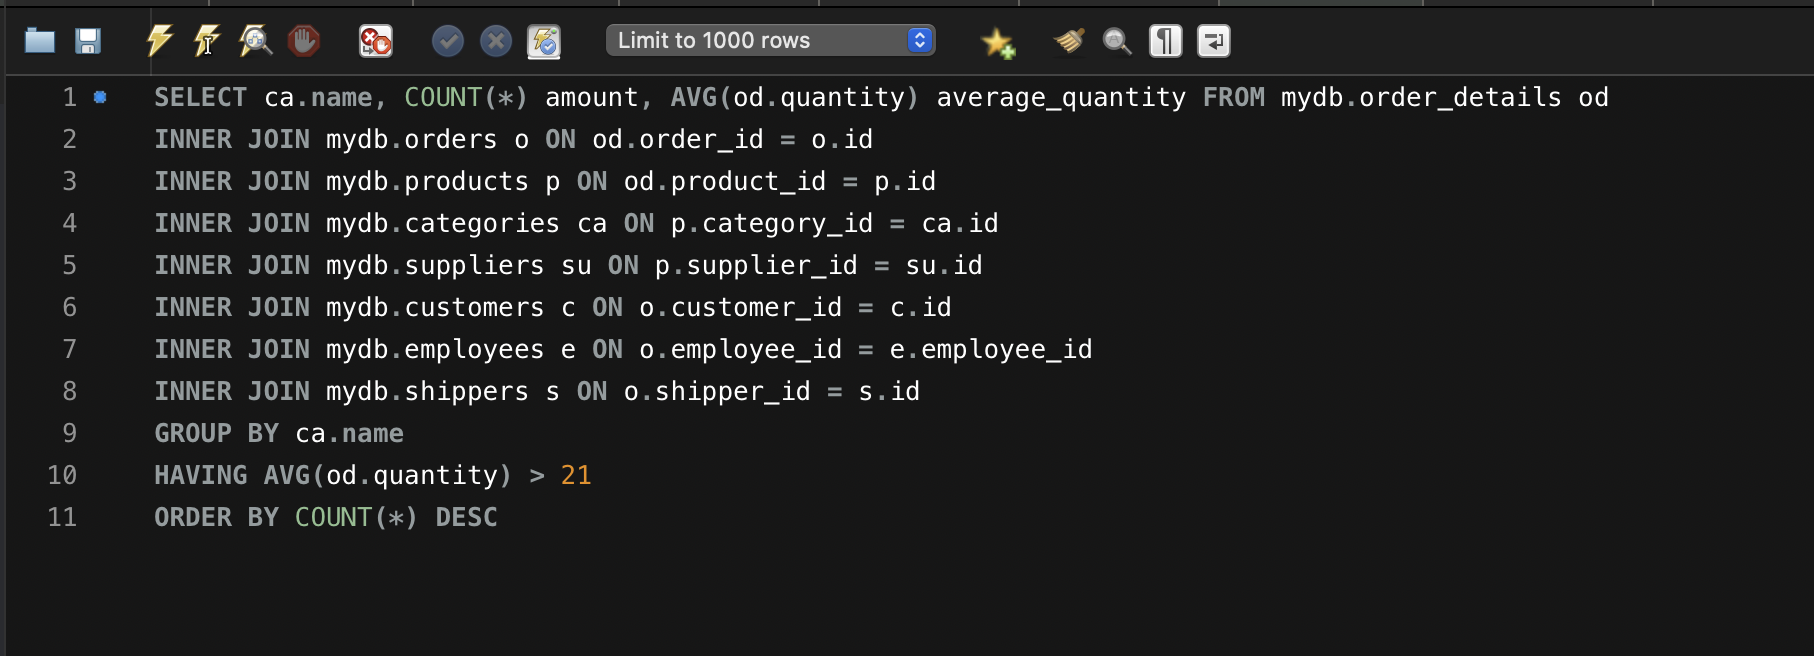 Limit to 1000 rows
1 SELECT ca.name, COUNT(*) amount, AVG(od.quantity) average_quantity FROM mydb.order_details od
2 INNER JOIN mydb.orders o ON od.order_id = o.id
3 INNER JOIN mydb.products p ON od.product_id = p.id
4 INNER JOIN mydb.categories ca ON p.category_id = ca.id
5 INNER JOIN mydb.suppliers su ON p.supplier_id = su.id
6 INNER JOIN mydb.customers c ON o.customer_id = c.id
7 INNER JOIN mydb.employees e ON o.employee_id = e.employee_id
8 INNER JOIN mydb.shippers s ON o.shipper_id = s.id
9 GROUP BY ca.name
10 HAVING AVG(od.quantity) > 21
11 ORDER BY COUNT(*) DESC